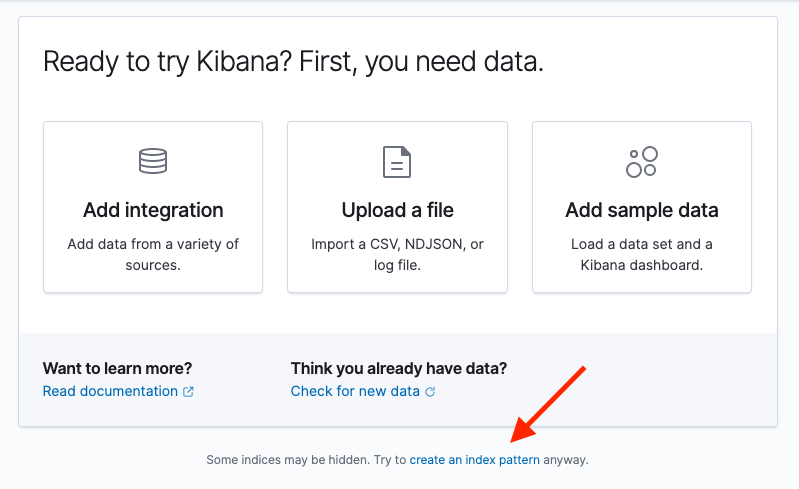 Ready to try Kibana? First, you need data.
Add integration
Add data from a variety of
sources.
Upload a file
Import a CSV, NDJSON, or
log file.
Add sample data
Load a data set and a
Kibana dashboard.
Want to learn more?
Read documentation
Think you already have data?
Check for new data
Some indices may be hidden. Try to create an index pattern anyway.